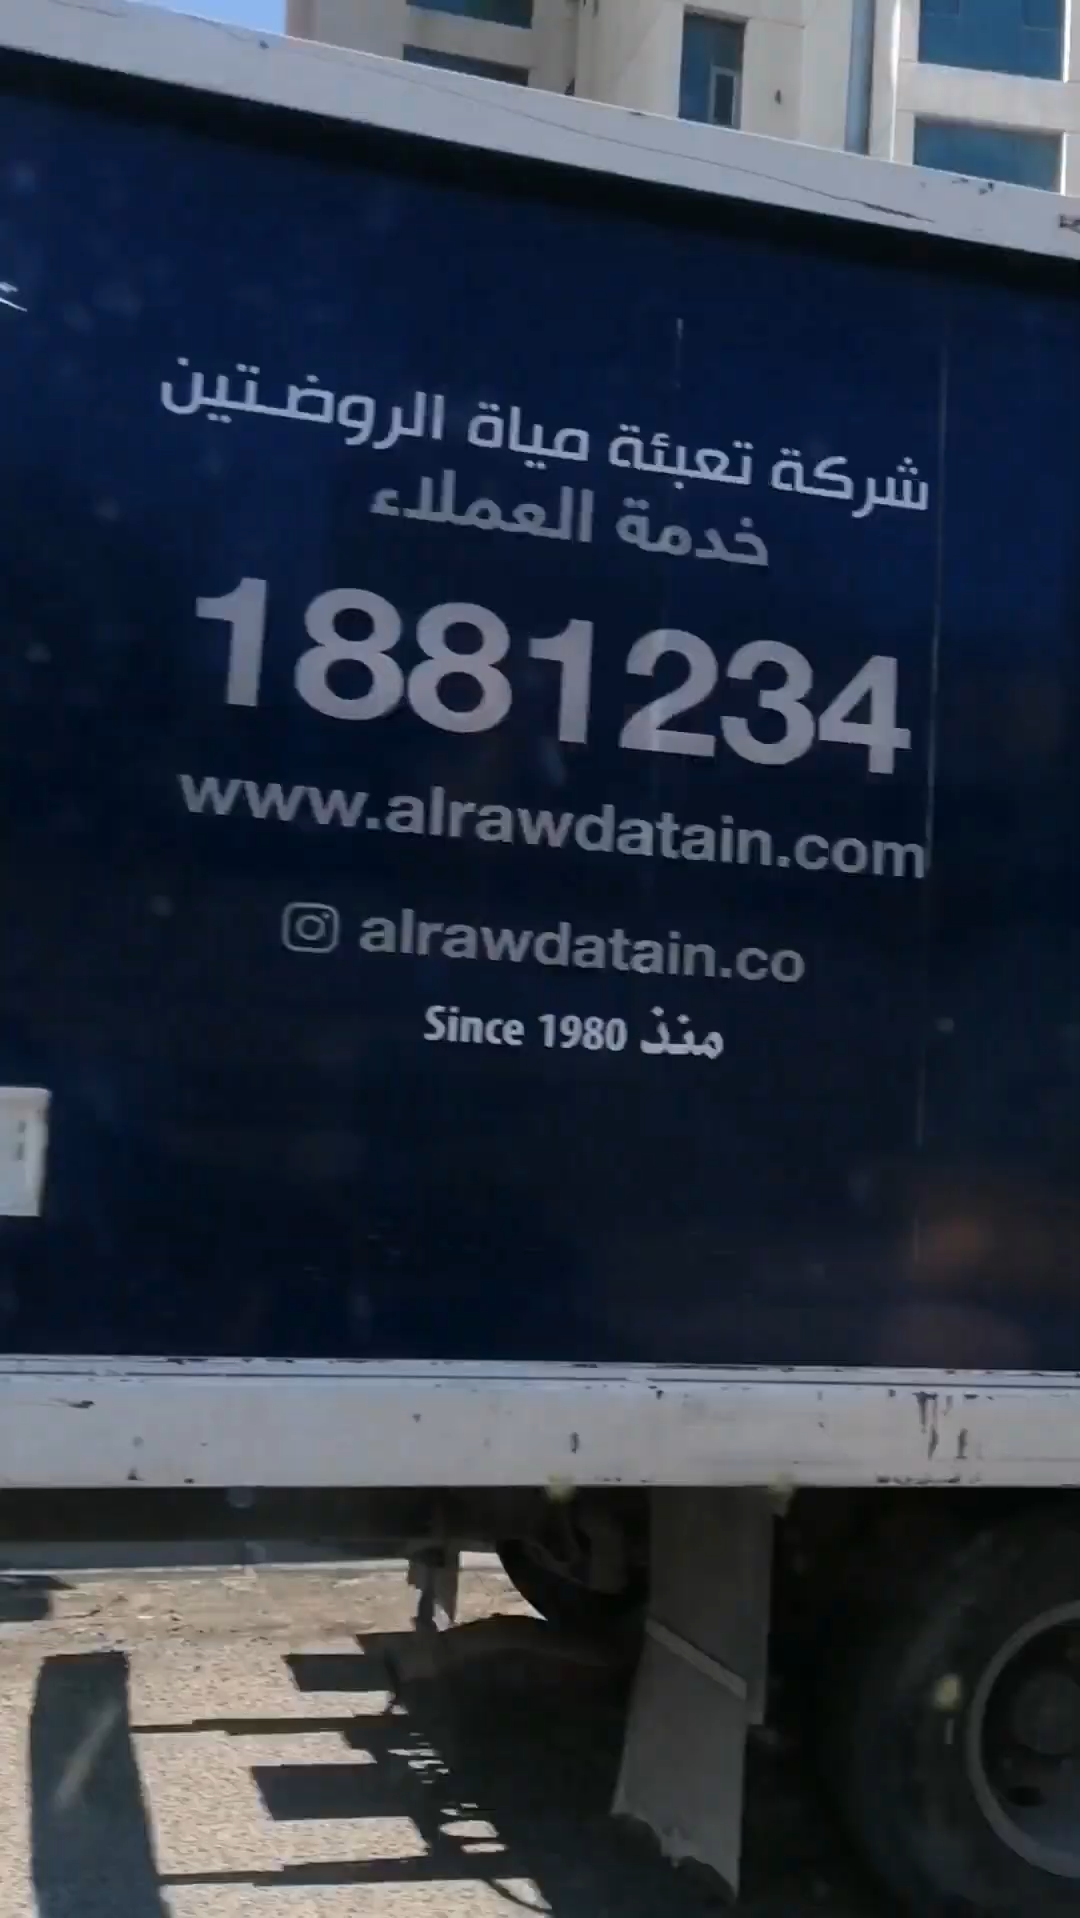 شركة تعبئة مياة الروضتين
خدمة العملاء
1881234
www.alrawdatain.com
alrawdatain.co
Since 1980 منذ